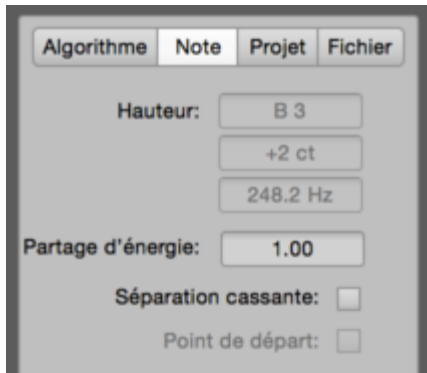 Algorithme Note Projet Fichier
Hauteur: B 3
+2 ct
248.2 Hz
Partage d'énergie: 1.00
Séparation cassante:
Point de départ: